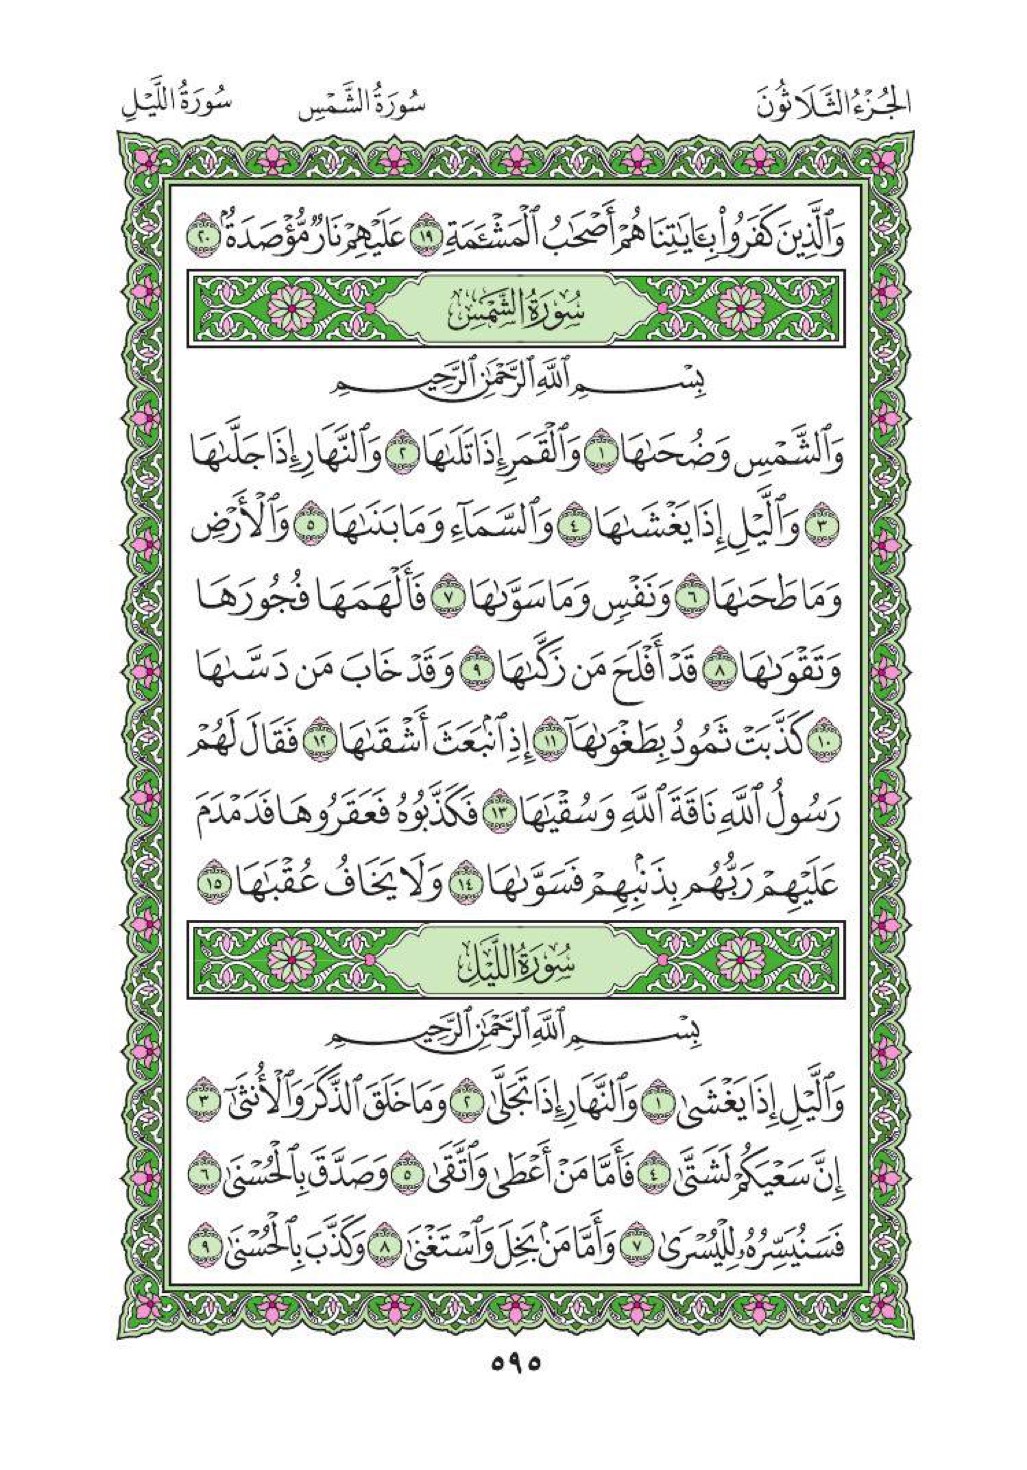 الجُزْءُ الثَّلَاثُونَ سُورَةُ الشَّمْسِ سُورَةُ اللَّيْلِ
وَٱلَّذِينَ كَفَرُواْ بِـَٔايَٰتِنَا هُمْ أَصْحَٰبُ ٱلْمَشْـَٔمَةِ ١٩ عَلَيْهِمْ نَارٌ مُّؤْصَدَةٌۢ ٢٠
سُورَةُ الشَّمْسِ
بِسْمِ ٱللَّهِ ٱلرَّحْمَٰنِ ٱلرَّحِيمِ
وَٱلشَّمْسِ وَضُحَىٰهَا ١ وَٱلْقَمَرِ إِذَا تَلَىٰهَا ٢ وَٱلنَّهَارِ إِذَا جَلَّىٰهَا
٣ وَٱلَّيْلِ إِذَا يَغْشَىٰهَا ٤ وَٱلسَّمَآءِ وَمَا بَنَىٰهَا ٥ وَٱلْأَرْضِ
وَمَا طَحَىٰهَا ٦ وَنَفْسٍ وَمَا سَوَّىٰهَا ٧ فَأَلْهَمَهَا فُجُورَهَا
وَتَقْوَىٰهَا ٨ قَدْ أَفْلَحَ مَن زَكَّىٰهَا ٩ وَقَدْ خَابَ مَن دَسَّىٰهَا
١٠ كَذَّبَتْ ثَمُودُ بِطَغْوَىٰهَآ ١١ إِذِ ٱنۢبَعَثَ أَشْقَىٰهَا ١٢ فَقَالَ لَهُمْ
رَسُولُ ٱللَّهِ نَاقَةَ ٱللَّهِ وَسُقْيَٰهَا ١٣ فَكَذَّبُوهُ فَعَقَرُوهَا فَدَمْدَمَ
عَلَيْهِمْ رَبُّهُم بِذَنۢبِهِمْ فَسَوَّىٰهَا ١٤ وَلَا يَخَافُ عُقْبَٰهَا ١٥
سُورَةُ اللَّيْلِ
بِسْمِ ٱللَّهِ ٱلرَّحْمَٰنِ ٱلرَّحِيمِ
وَٱلَّيْلِ إِذَا يَغْشَىٰ ١ وَٱلنَّهَارِ إِذَا تَجَلَّىٰ ٢ وَمَا خَلَقَ ٱلذَّكَرَ وَٱلْأُنثَىٰٓ ٣
إِنَّ سَعْيَكُمْ لَشَتَّىٰ ٤ فَأَمَّا مَنْ أَعْطَىٰ وَٱتَّقَىٰ ٥ وَصَدَّقَ بِٱلْحُسْنَىٰ ٦
فَسَنُيَسِّرُهُۥ لِلْيُسْرَىٰ ٧ وَأَمَّا مَنۢ بَخِلَ وَٱسْتَغْنَىٰ ٨ وَكَذَّبَ بِٱلْحُسْنَىٰ ٩
٥٩٥